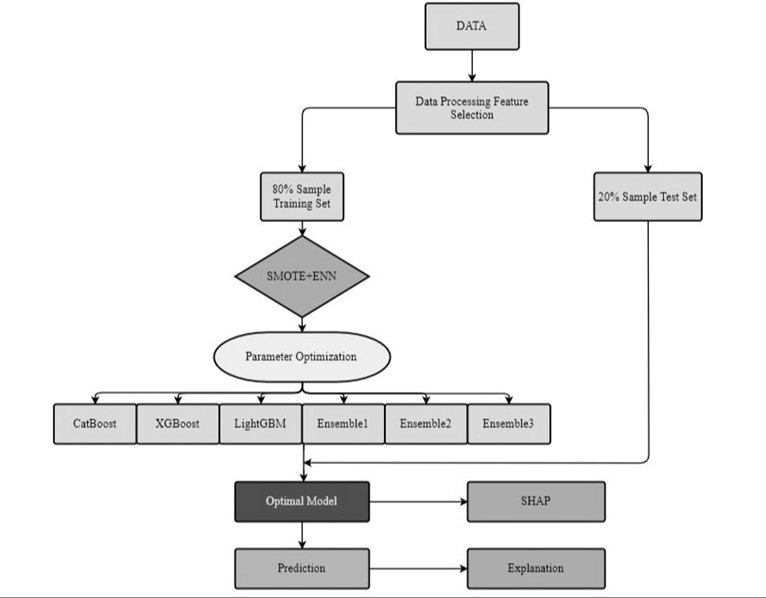 DATA
Data Processing Feature
Selection
80% Sample
Training Set
20% Sample Test Set
SMOTE+ENN
Parameter Optimization
CatBoost
XGBoost
LightGBM
Ensemble1
Ensemble2
Ensemble3
Optimal Model
SHAP
Prediction
Explanation